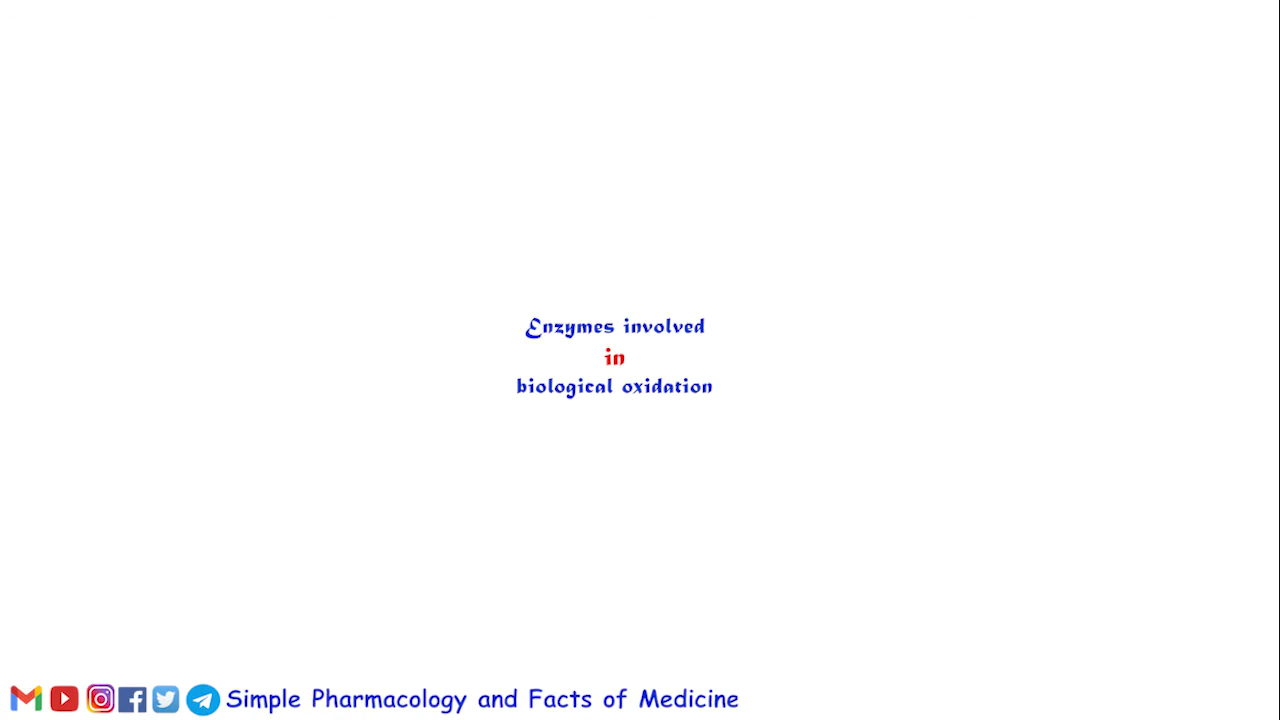 Enzymes involved
in
biological oxidation
Simple Pharmacology and Facts of Medicine